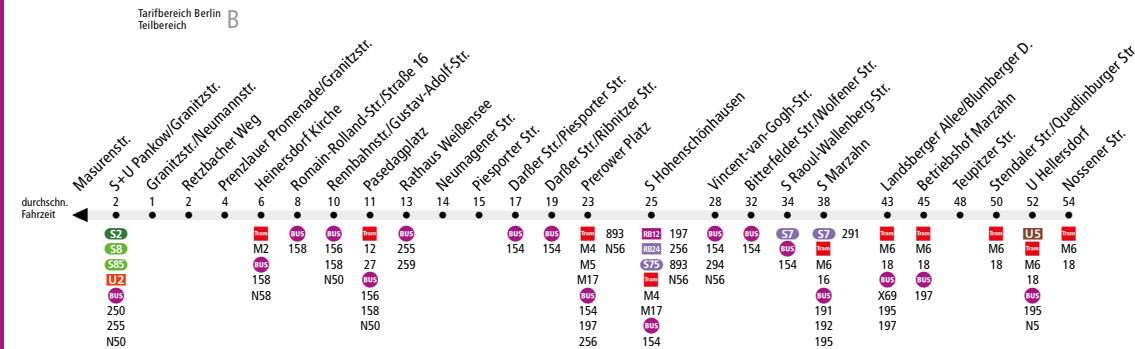 Tarifbereich Berlin
Teilbereich B
Masurenstr.
S+U Pankow/Granitzstr.
Granitzstr./Neumannstr.
Retzbacher Weg
Prenzlauer Promenade/Granitzstr.
Heinersdorf Kirche
Romain-Rolland-Str./Straße 16
Rennbahnstr./Gustav-Adolf-Str.
Pasedagplatz
Rathaus Weißensee
Neumagener Str.
Piesporter Str.
Darßer Str./Piesporter Str.
Darßer Str./Ribnitzer Str.
Prerower Platz
S Hohenschönhausen
Vincent-van-Gogh-Str.
Bitterfelder Str./Wolfener Str.
S Raoul-Wallenberg-Str.
S Marzahn
Landsberger Allee/Blumberger D.
Betriebshof Marzahn
Teupitzer Str.
Stendaler Str./Quedlinburger Str
U Hellersdorf
Nossener Str.
durchschn. 2 1 2 4 6 8 10 11 13 14 15 17 19 23 25 28 32 34 38 43 45 48 50 52 54
Fahrzeit
S2 Tram BUS BUS Tram BUS BUS BUS Tram 893 RB12 197 BUS BUS S7 S7 291 Tram Tram Tram U5 Tram
S8 M2 158 156 12 255 154 154 M4 N56 RB24 256 154 154 BUS Tram M6 M6 M6 Tram M6
S85 BUS 158 27 259 M5 S75 893 294 154 M6 18 18 18 M6 18
U2 158 N50 BUS M17 Tram N56 N56 16 BUS BUS 18
BUS N58 156 BUS M4 BUS X69 197 BUS
250 158 154 M17 191 195 195
255 N50 197 BUS 192 197 N5
N50 256 154 195